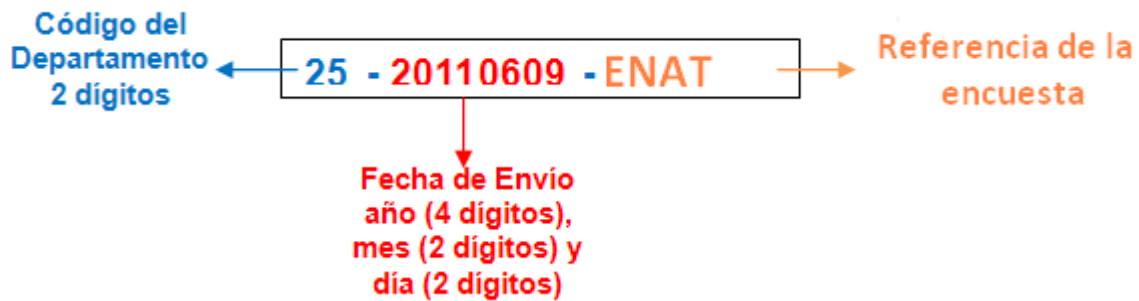 Código del
Departamento
2 dígitos
25 - 20110609 - ENAT
Referencia de la
encuesta
Fecha de Envío
año (4 dígitos),
mes (2 dígitos) y
día (2 dígitos)